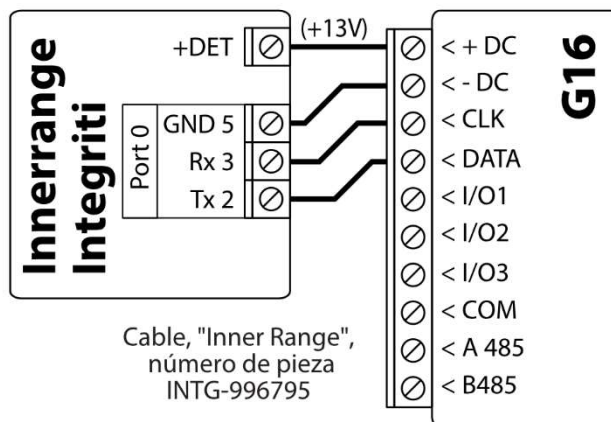 Innerrange
Integriti
+DET
(+13V)
Port 0
GND 5
Rx 3
Tx 2
G16
< + DC
< - DC
< CLK
< DATA
< I/O1
< I/O2
< I/O3
< COM
< A 485
< B485
Cable, "Inner Range",
número de pieza
INTG-996795